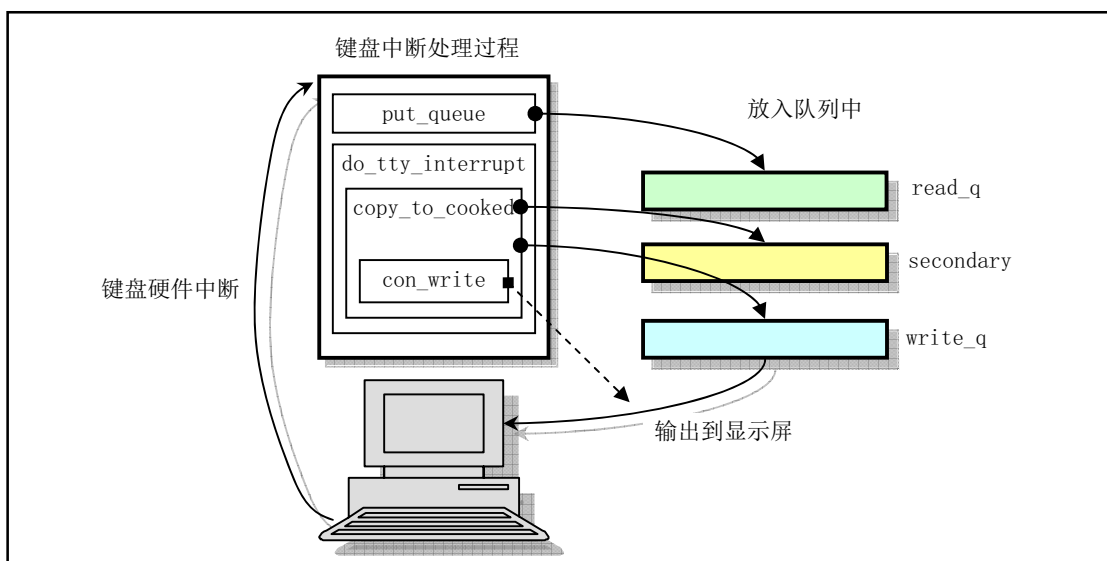 键盘中断处理过程
put_queue
放入队列中
do_tty_interrupt
read_q
copy_to_cooked
secondary
键盘硬件中断
con_write
write_q
输出到显示屏